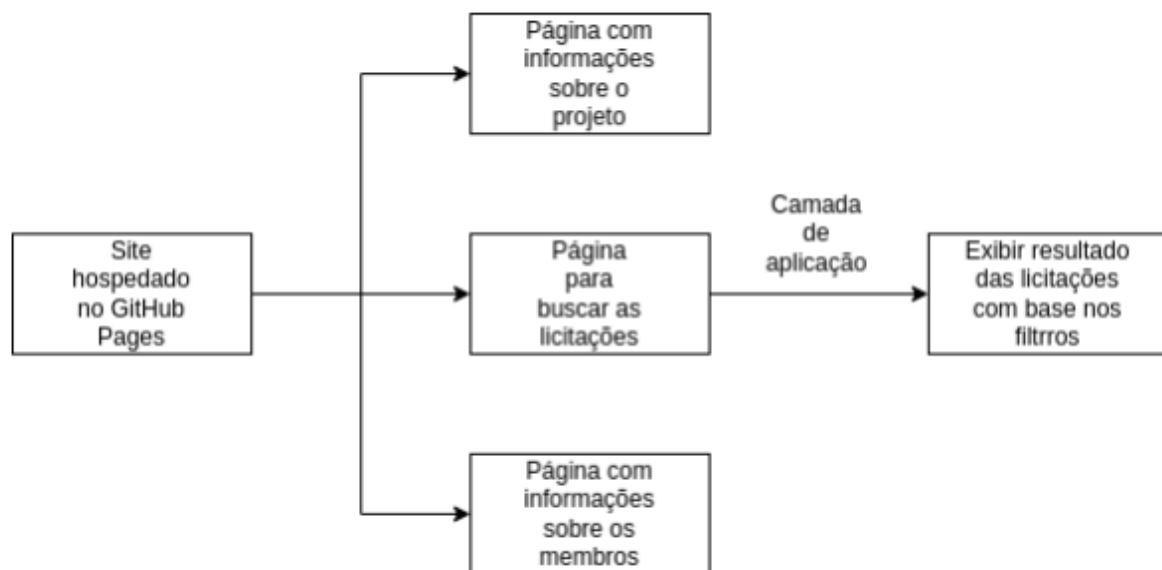 Página com
informações
sobre o
projeto
Site
hospedado
no GitHub
Pages
Página
para
buscar as
licitações
Camada
de
aplicação
Exibir resultado
das licitações
com base nos
filtrros
Página com
informações
sobre os
membros